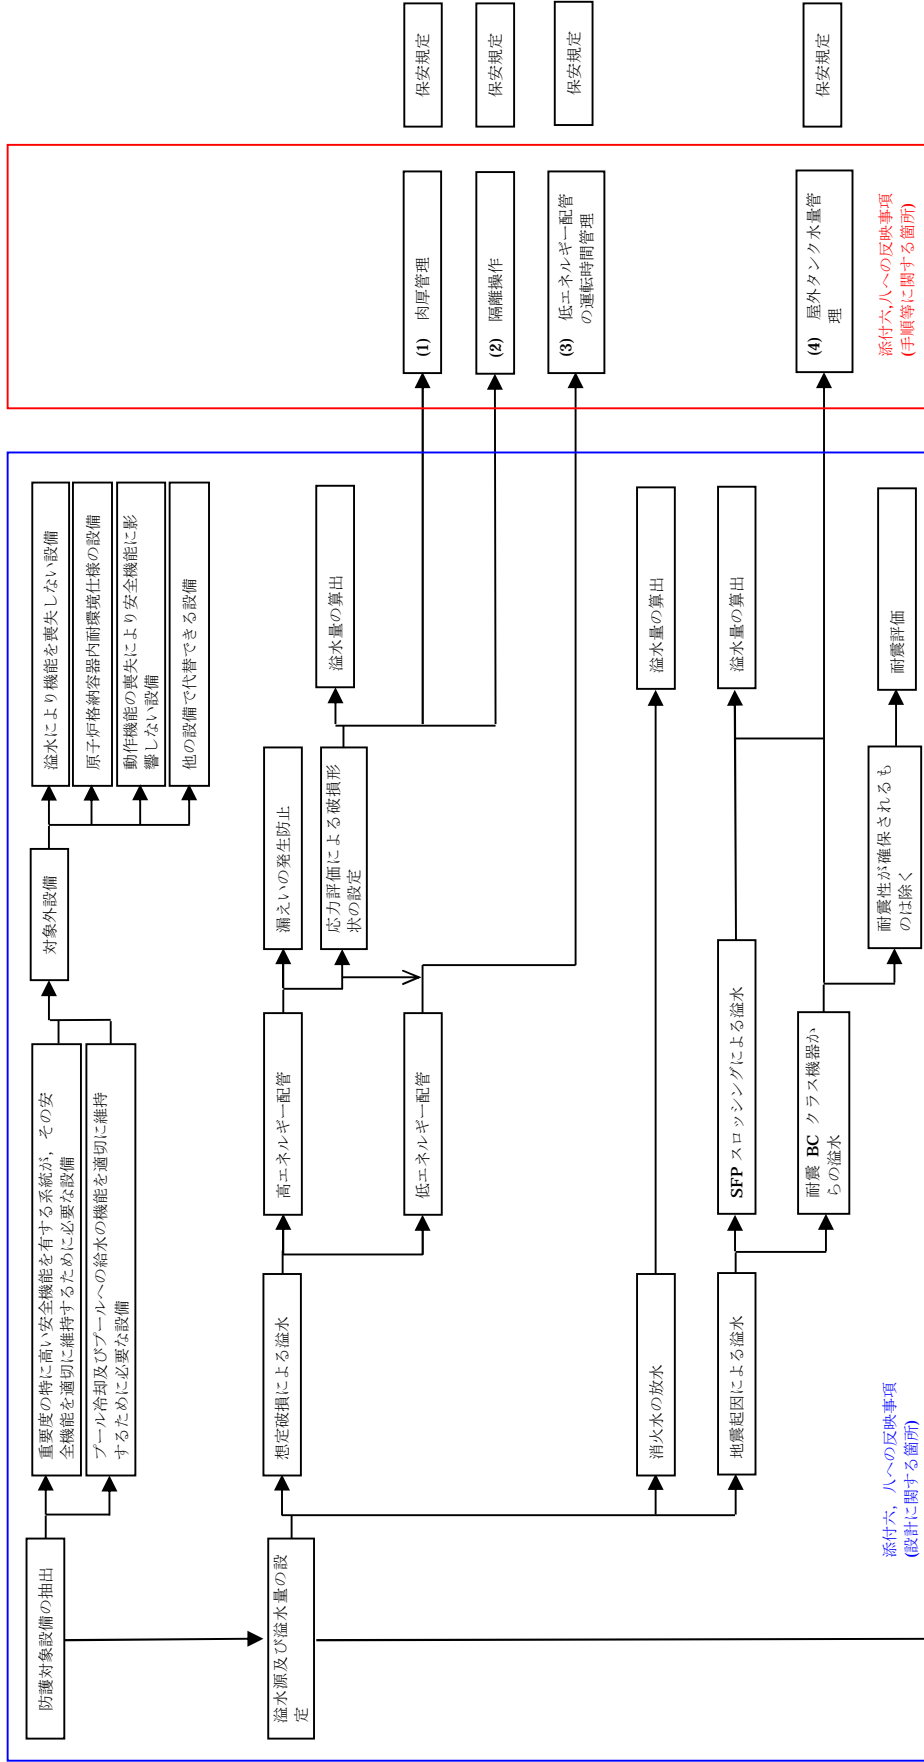 防護対象設備の抽出
重要度の特に高い安全機能を有する系統が，その安
全機能を適切に維持するために必要な設備
プール冷却及びプールへの給水の機能を適切に維持
するために必要な設備
対象外設備
溢水により機能を喪失しない設備
原子炉格納容器内耐環境仕様の設備
動作機能の喪失により安全機能に影
響しない設備
他の設備で代替できる設備
溢水源及び溢水量の設
定
想定破損による溢水
高エネルギー配管
漏えいの発生防止
応力評価による破損形
状の設定
溢水量の算出
(1) 肉厚管理
保安規定
(2) 隔離操作
保安規定
低エネルギー配管
(3) 低エネルギー配管
の運転時間管理
保安規定
消火水の放水
溢水量の算出
地震起因による溢水
SFP スロッシングによる溢水
溢水量の算出
耐震 BC クラス機器か
らの溢水
(4) 屋外タンク水量管
理
保安規定
耐震性が確保されるも
のは除く
耐震評価
添付六，八への反映事項
(設計に関する箇所)
添付六,八への反映事項
(手順等に関する箇所)